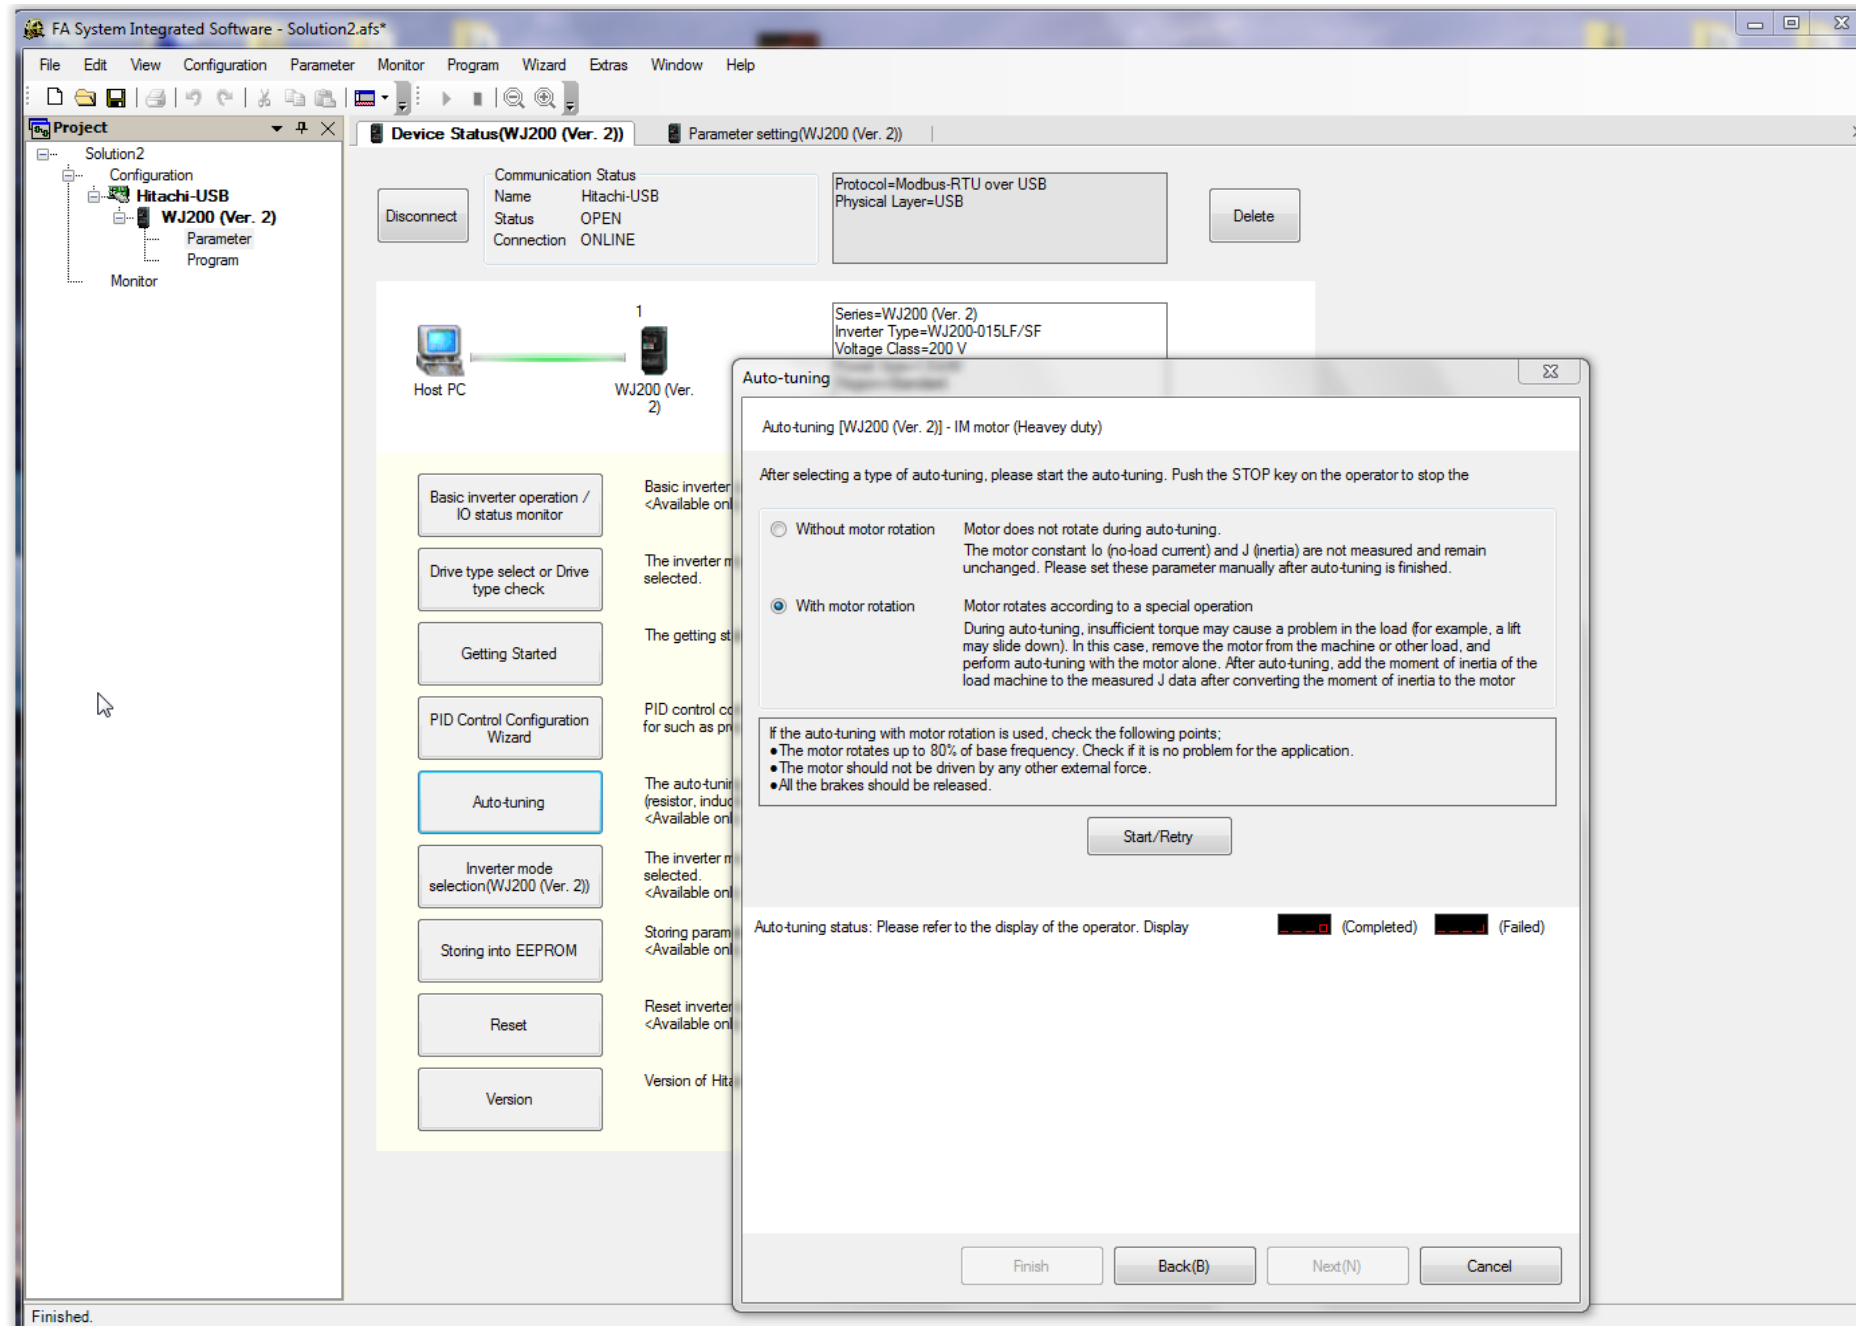 FA System Integrated Software - Solution2.afs*
File Edit View Configuration Parameter Monitor Program Wizard Extras Window Help
Project
Solution2
Configuration
Hitachi-USB
WJ200 (Ver. 2)
Parameter
Program
Monitor
Device Status(WJ200 (Ver. 2))
Parameter setting(WJ200 (Ver. 2))
Disconnect
Communication Status
Name Hitachi-USB
Status OPEN
Connection ONLINE
Protocol=Modbus-RTU over USB
Physical Layer=USB
Delete
1
Host PC
WJ200 (Ver.
2)
Series=WJ200 (Ver. 2)
Inverter Type=WJ200-015LF/SF
Voltage Class=200 V
Basic inverter operation /
IO status monitor
Basic inverter
<Available onl
Drive type select or Drive
type check
The inverter m
selected.
Getting Started
The getting st
PID Control Configuration
Wizard
PID control co
for such as pr
Auto-tuning
The auto-tunin
(resistor, induc
<Available onl
Inverter mode
selection(WJ200 (Ver. 2))
The inverter m
selected.
<Available onl
Storing into EEPROM
Storing param
<Available onl
Reset
Reset inverter
<Available onl
Version
Version of Hita
Auto-tuning
Auto-tuning [WJ200 (Ver. 2)] - IM motor (Heavey duty)
After selecting a type of auto-tuning, please start the auto-tuning. Push the STOP key on the operator to stop the
Without motor rotation
Motor does not rotate during auto-tuning.
The motor constant Io (no-load current) and J (inertia) are not measured and remain
unchanged. Please set these parameter manually after auto-tuning is finished.
With motor rotation
Motor rotates according to a special operation
During auto-tuning, insufficient torque may cause a problem in the load (for example, a lift
may slide down). In this case, remove the motor from the machine or other load, and
perform auto-tuning with the motor alone. After auto-tuning, add the moment of inertia of the
load machine to the measured J data after converting the moment of inertia to the motor
If the auto-tuning with motor rotation is used, check the following points;
●The motor rotates up to 80% of base frequency. Check if it is no problem for the application.
●The motor should not be driven by any other external force.
●All the brakes should be released.
Start/Retry
Auto-tuning status: Please refer to the display of the operator. Display (Completed) (Failed)
Finish Back(B) Next(N) Cancel
Finished.